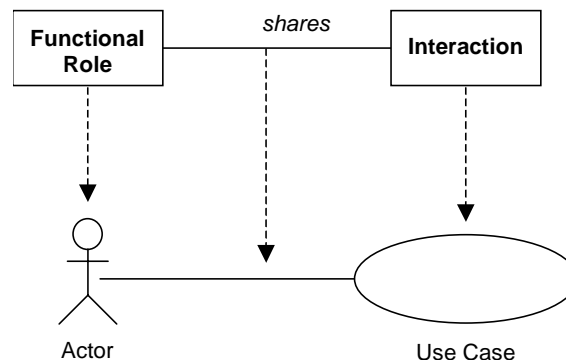 shares
Functional
Role
Interaction
Actor
Use Case